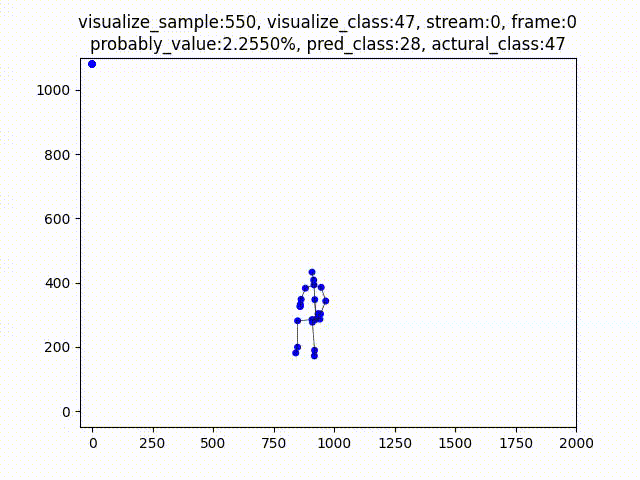 visualize_sample:550, visualize_class:47, stream:0, frame:0
probably_value:2.2550%, pred_class:28, actural_class:47
1000
800
600
400
200
0
0 250 500 750 1000 1250 1500 1750 2000